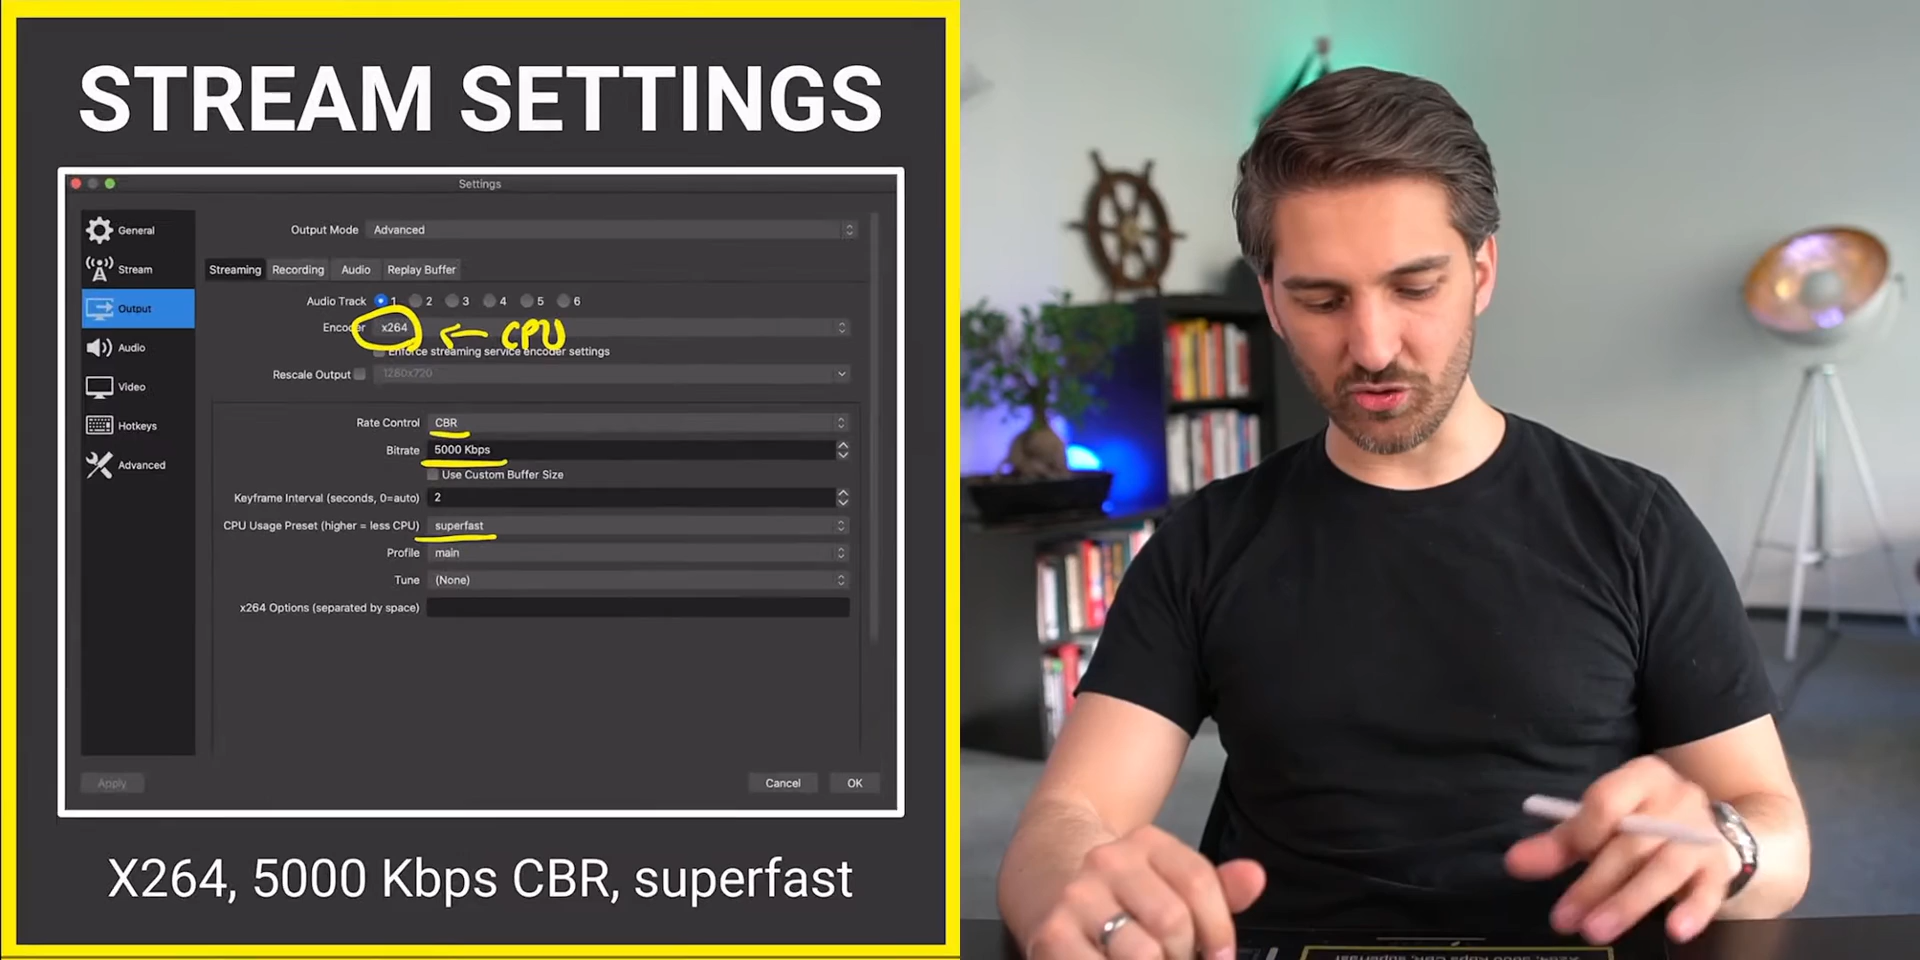 STREAM SETTINGS
Settings
General
Stream
Output
Audio
Video
Hotkeys
Advanced
Output Mode Advanced
Streaming Recording Audio Replay Buffer
Audio Track 1 2 3 4 5 6
Encoder x264 ← CPU
Enforce streaming service encoder settings
Rescale Output 1280x720
Rate Control CBR
Bitrate 5000 Kbps
Use Custom Buffer Size
Keyframe Interval (seconds, 0=auto) 2
CPU Usage Preset (higher = less CPU) superfast
Profile main
Tune (None)
x264 Options (separated by space)
Apply
Cancel OK
X264, 5000 Kbps CBR, superfast